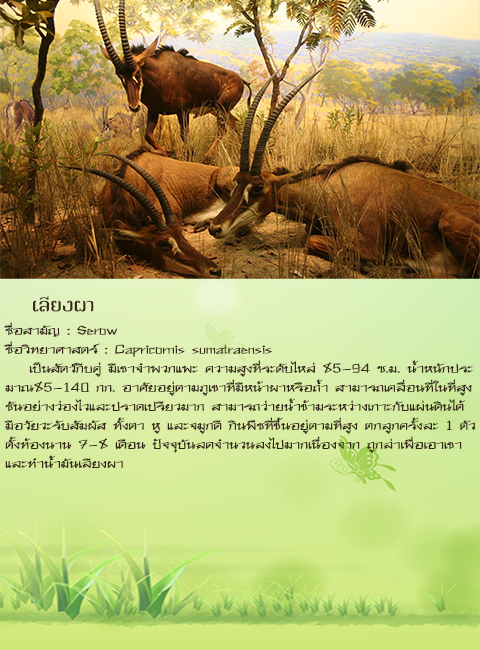 เลียงผา
ชื่อสามัญ : Serow
ชื่อวิทยาศาสตร์ : Capricornis sumatraensis
เป็นสัตว์กีบคู่ มีเขาจำพวกแพะ ความสูงที่ระดับไหล่ 85-94 ซ.ม. น้ำหนักประ
มาณ85-140 กก. อาศัยอยู่ตามภูเขาที่มีหน้าผาหรือถ้ำ สามารถเคลื่อนที่ในที่สูง
ชันอย่างว่องไวและปราดเปรียวมาก สามารถว่ายน้ำข้ามระหว่างเกาะกับแผ่นดินได้
มีอวัยวะรับสัมผัส ทั้งตา หู และจมูกดี กินพืชที่ขึ้นอยู่ตามที่สูง ตกลูกครั้งละ 1 ตัว
ตั้งท้องนาน 7-8 เดือน ปัจจุบันลดจำนวนลงไปมากเนื่องจาก ถูกล่าเพื่อเอาเขา
และทำน้ำมันเลียงผา